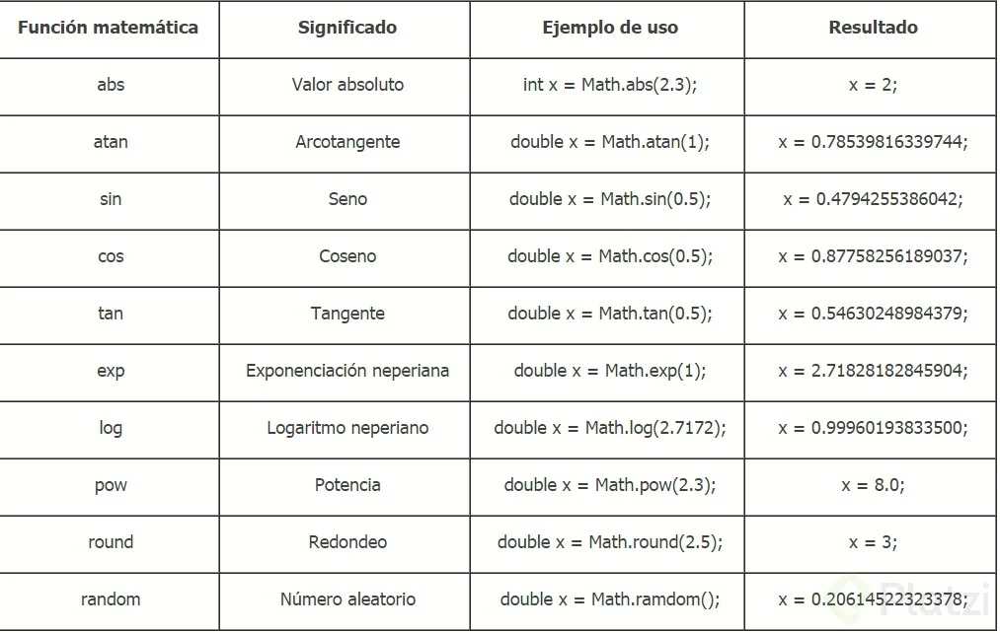 Función matemática Significado Ejemplo de uso Resultado
abs Valor absoluto int x = Math.abs(2.3); x = 2;
atan Arcotangente double x = Math.atan(1); x = 0.78539816339744;
sin Seno double x = Math.sin(0.5); x = 0.4794255386042;
cos Coseno double x = Math.cos(0.5); x = 0.87758256189037;
tan Tangente double x = Math.tan(0.5); x = 0.54630248984379;
exp Exponenciación neperiana double x = Math.exp(1); x = 2.71828182845904;
log Logaritmo neperiano double x = Math.log(2.7172); x = 0.99960193833500;
pow Potencia double x = Math.pow(2.3); x = 8.0;
round Redondeo double x = Math.round(2.5); x = 3;
random Número aleatorio double x = Math.ramdom(); x = 0.20614522323378;
Platzi